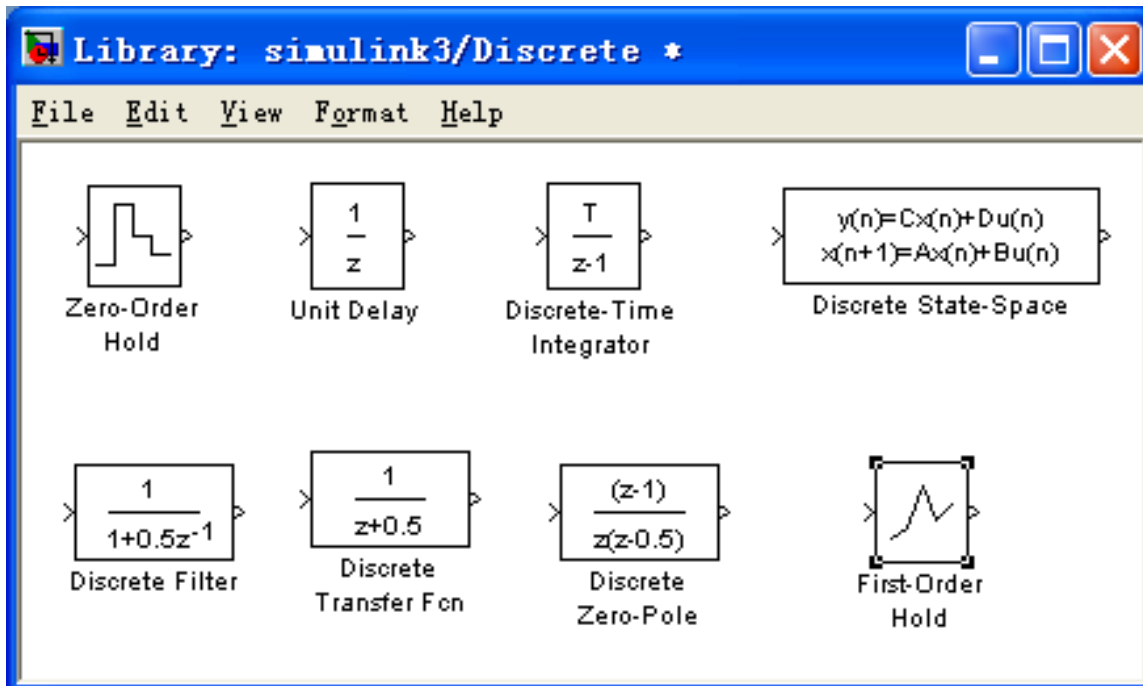 Library: simulink3/Discrete *
File Edit View Format Help
1
z
T
z-1
y(n)=Cx(n)+Du(n)
x(n+1)=Ax(n)+Bu(n)
Zero-Order
Hold
Unit Delay
Discrete-Time
Integrator
Discrete State-Space
1
1+0.5z-1
1
z+0.5
(z-1)
z(z-0.5)
Discrete Filter
Discrete
Transfer Fcn
Discrete
Zero-Pole
First-Order
Hold